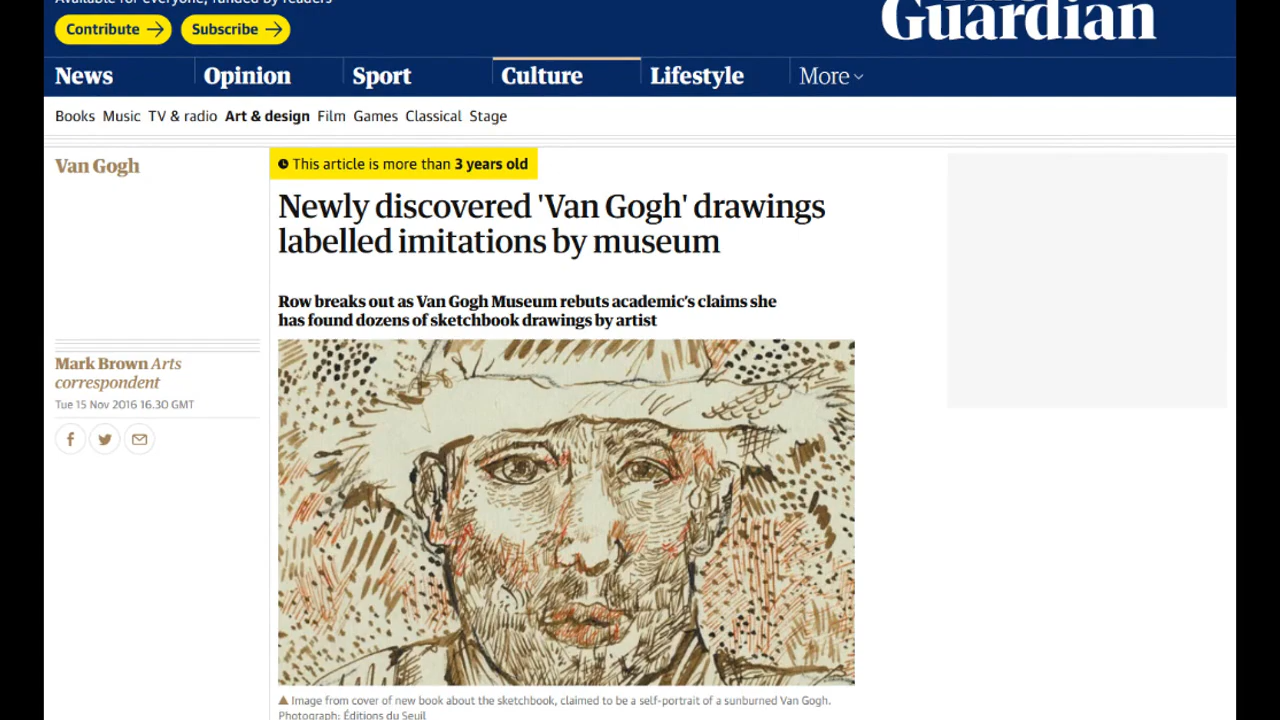 Available for everyone, funded by readers
Contribute
Subscribe
The
Guardian
News
Opinion
Sport
Culture
Lifestyle
More
Books
Music
TV & radio
Art & design
Film
Games
Classical
Stage
Van Gogh
This article is more than 3 years old
Newly discovered 'Van Gogh' drawings
labelled imitations by museum
Row breaks out as Van Gogh Museum rebuts academic's claims she
has found dozens of sketchbook drawings by artist
Mark Brown Arts
correspondent
Tue 15 Nov 2016 16.30 GMT
Image from cover of new book about the sketchbook, claimed to be a self-portrait of a sunburned Van Gogh.
Photograph: Éditions du Seuil